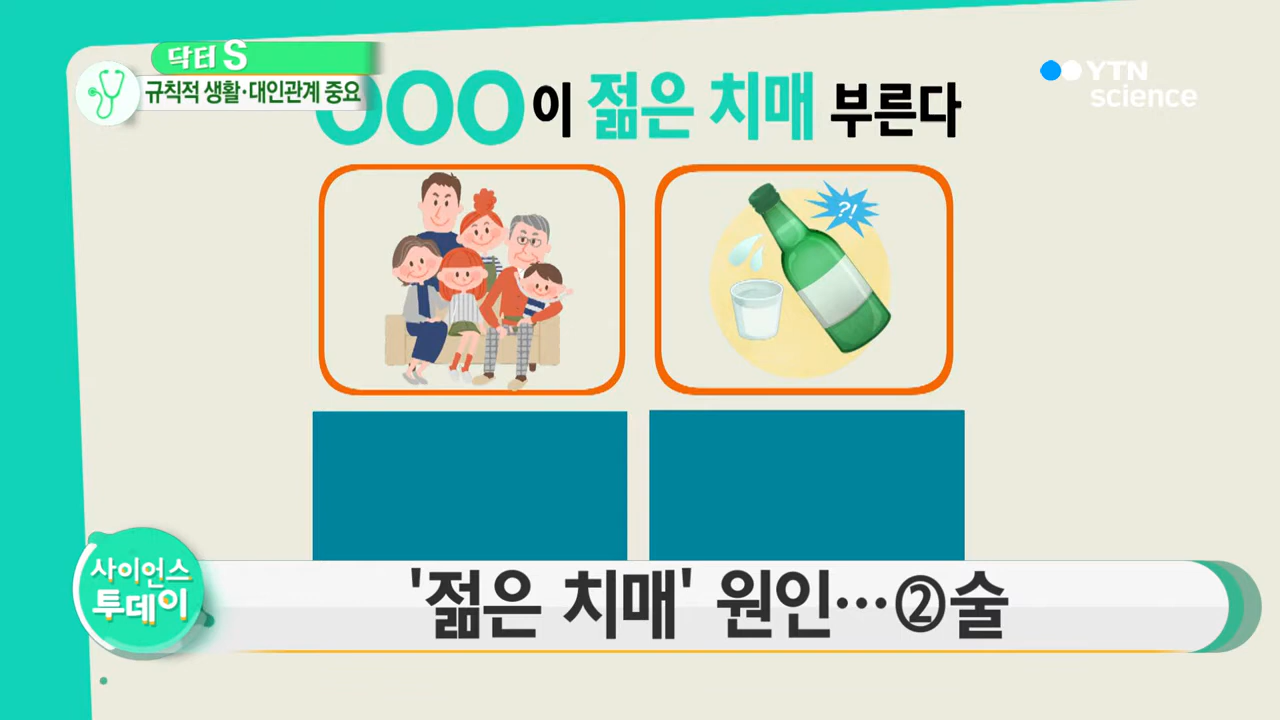 닥터 S
규칙적 생활·대인관계 중요
OOO이 젊은 치매 부른다
YTN
science
?!
사이언스
투데이
'젊은 치매' 원인…②술